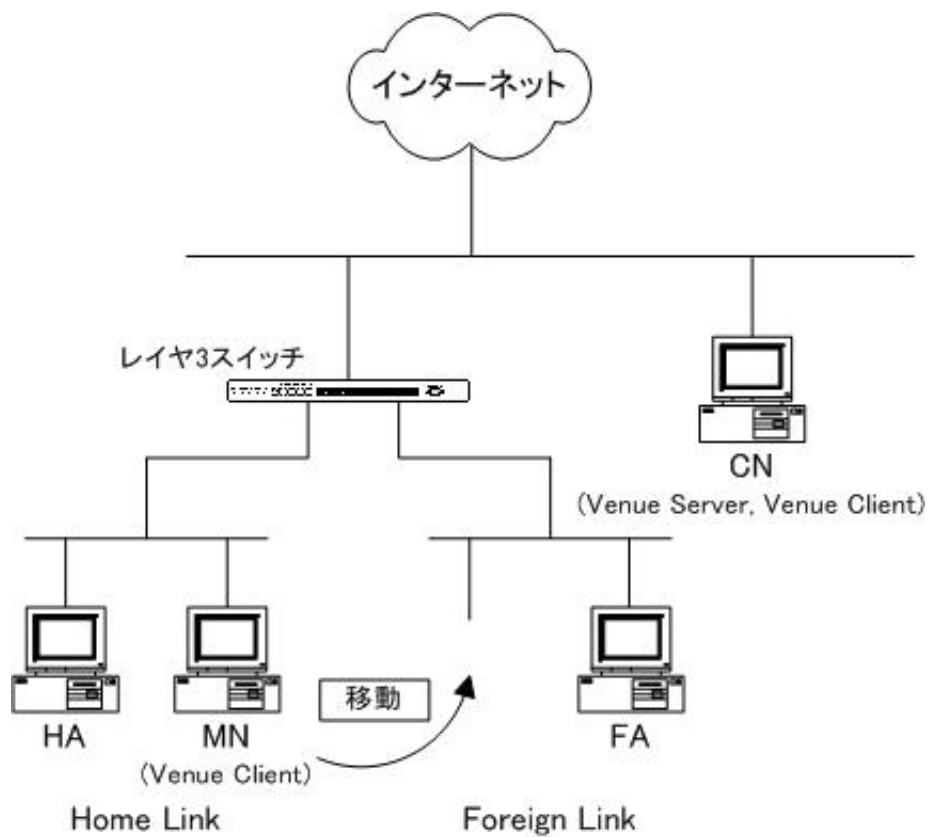 インターネット
レイヤ3スイッチ
CN
(Venue Server, Venue Client)
HA
MN
(Venue Client)
移動
FA
Home Link
Foreign Link